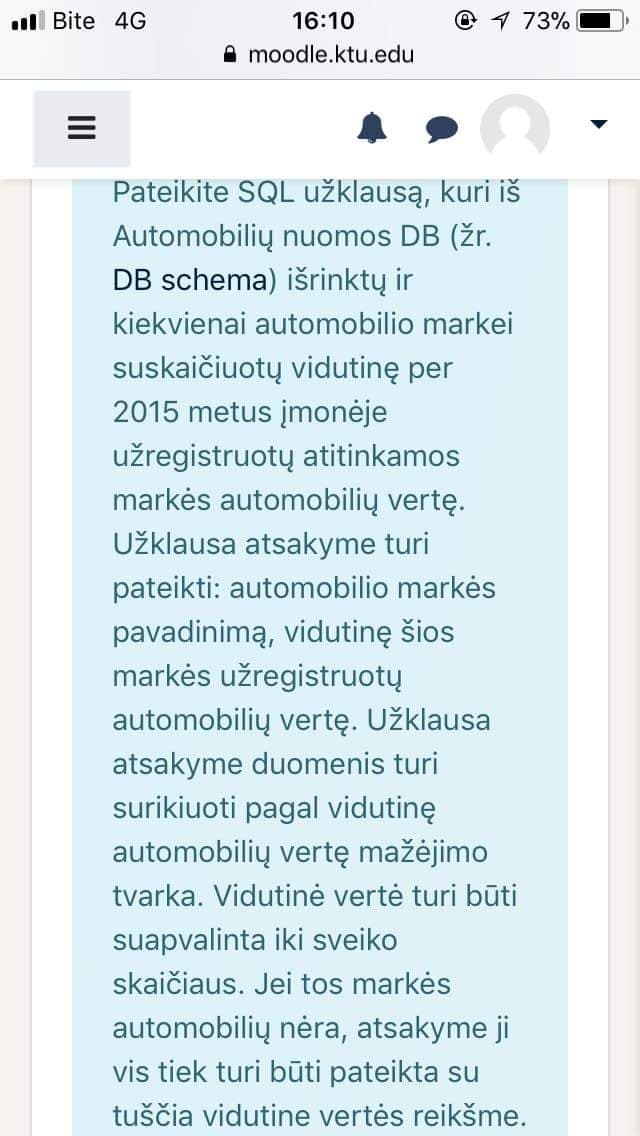 Bite 4G 16:10 73%
moodle.ktu.edu
Pateikite SQL užklausą, kuri iš
Automobilių nuomos DB (žr.
DB schema) išrinktų ir
kiekvienai automobilio markei
suskaičiuotų vidutinę per
2015 metus įmonėje
užregistruotų atitinkamos
markės automobilių vertę.
Užklausa atsakyme turi
pateikti: automobilio markės
pavadinimą, vidutinę šios
markės užregistruotų
automobilių vertę. Užklausa
atsakyme duomenis turi
surikiuoti pagal vidutinę
automobilių vertę mažėjimo
tvarka. Vidutinė vertė turi būti
suapvalinta iki sveiko
skaičiaus. Jei tos markės
automobilių nėra, atsakyme ji
vis tiek turi būti pateikta su
tuščia vidutine vertės reikšme.